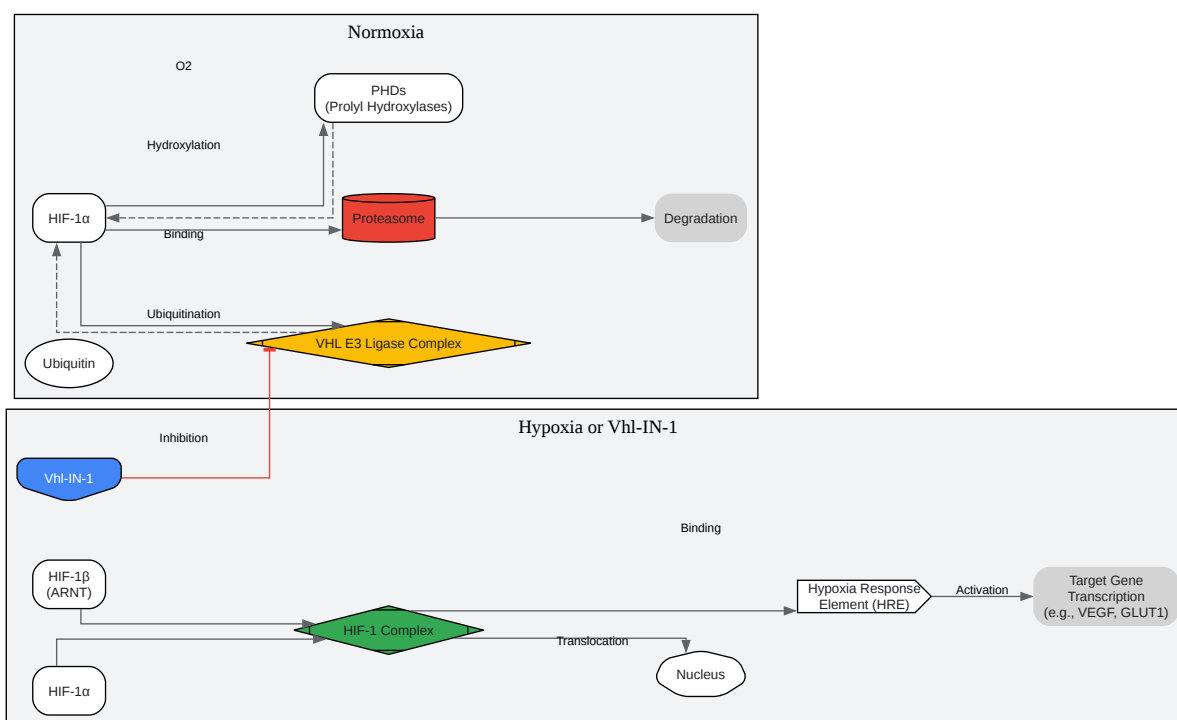 Normoxia
O2
PHDs
(Prolyl Hydroxylases)
Hydroxylation
HIF-1α
Proteasome
Degradation
Binding
Ubiquitination
VHL E3 Ligase Complex
Ubiquitin
Hypoxia or Vhl-IN-1
Inhibition
Vhl-IN-1
Binding
HIF-1β
(ARNT)
Hypoxia Response
Element (HRE)
Activation
Target Gene
Transcription
(e.g., VEGF, GLUT1)
HIF-1 Complex
Translocation
Nucleus
HIF-1α